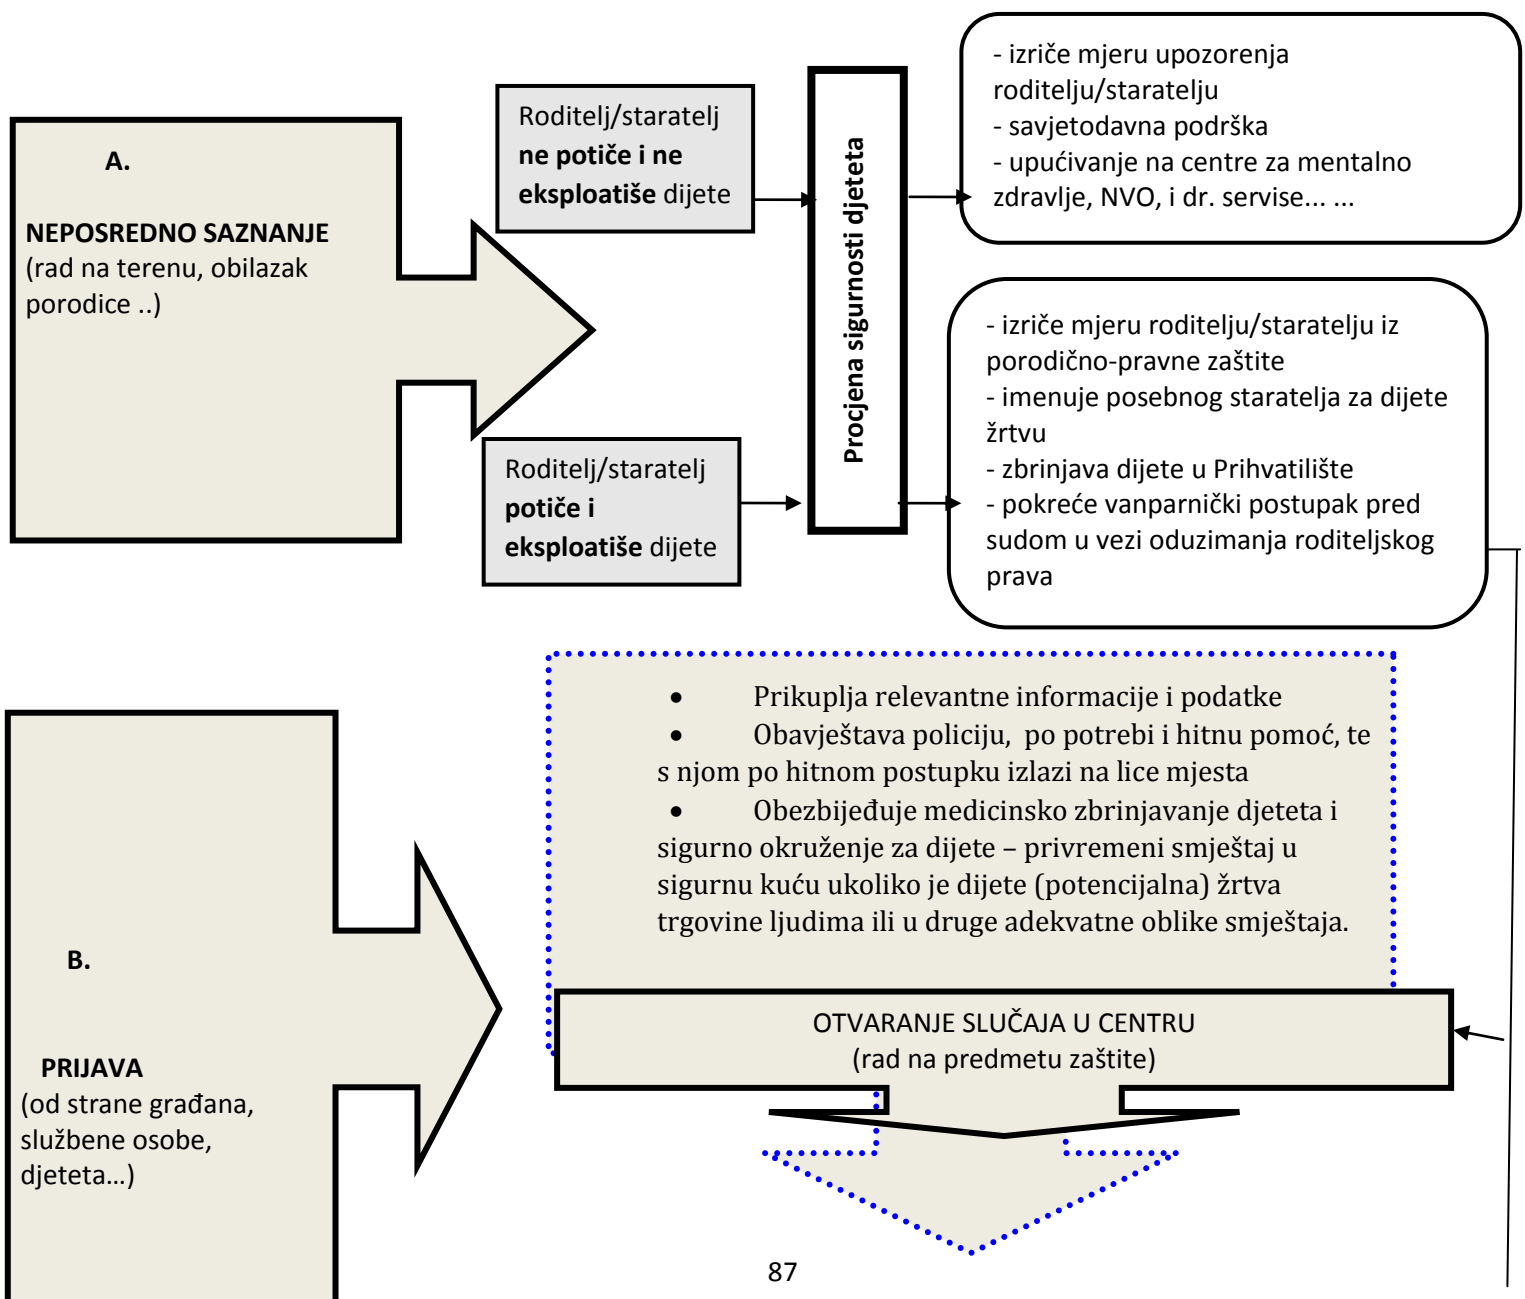 A.
NEPOSREDNO SAZNANJE
(rad na terenu, obilazak
porodice ..)
Roditelj/staratelj
ne potiče i ne
eksploatiše dijete
Roditelj/staratelj
potiče i
eksploatiše dijete
Procjena sigurnosti djeteta
- izriče mjeru upozorenja
roditelju/staratelju
- savjetodavna podrška
- upućivanje na centre za mentalno
zdravlje, NVO, i dr. servise... ...
- izriče mjeru roditelju/staratelju iz
porodično-pravne zaštite
- imenuje posebnog staratelja za dijete
žrtvu
- zbrinjava dijete u Prihvatilište
- pokreće vanparnički postupak pred
sudom u vezi oduzimanja roditeljskog
prava
B.
PRIJAVA
(od strane građana,
službene osobe,
djeteta…)
• Prikuplja relevantne informacije i podatke
• Obavještava policiju,  po potrebi i hitnu pomoć, te
s njom po hitnom postupku izlazi na lice mjesta
• Obezbijeđuje medicinsko zbrinjavanje djeteta i
sigurno okruženje za dijete – privremeni smještaj u
sigurnu kuću ukoliko je dijete (potencijalna) žrtva
trgovine ljudima ili u druge adekvatne oblike smještaja.
OTVARANJE SLUČAJA U CENTRU
(rad na predmetu zaštite)
87